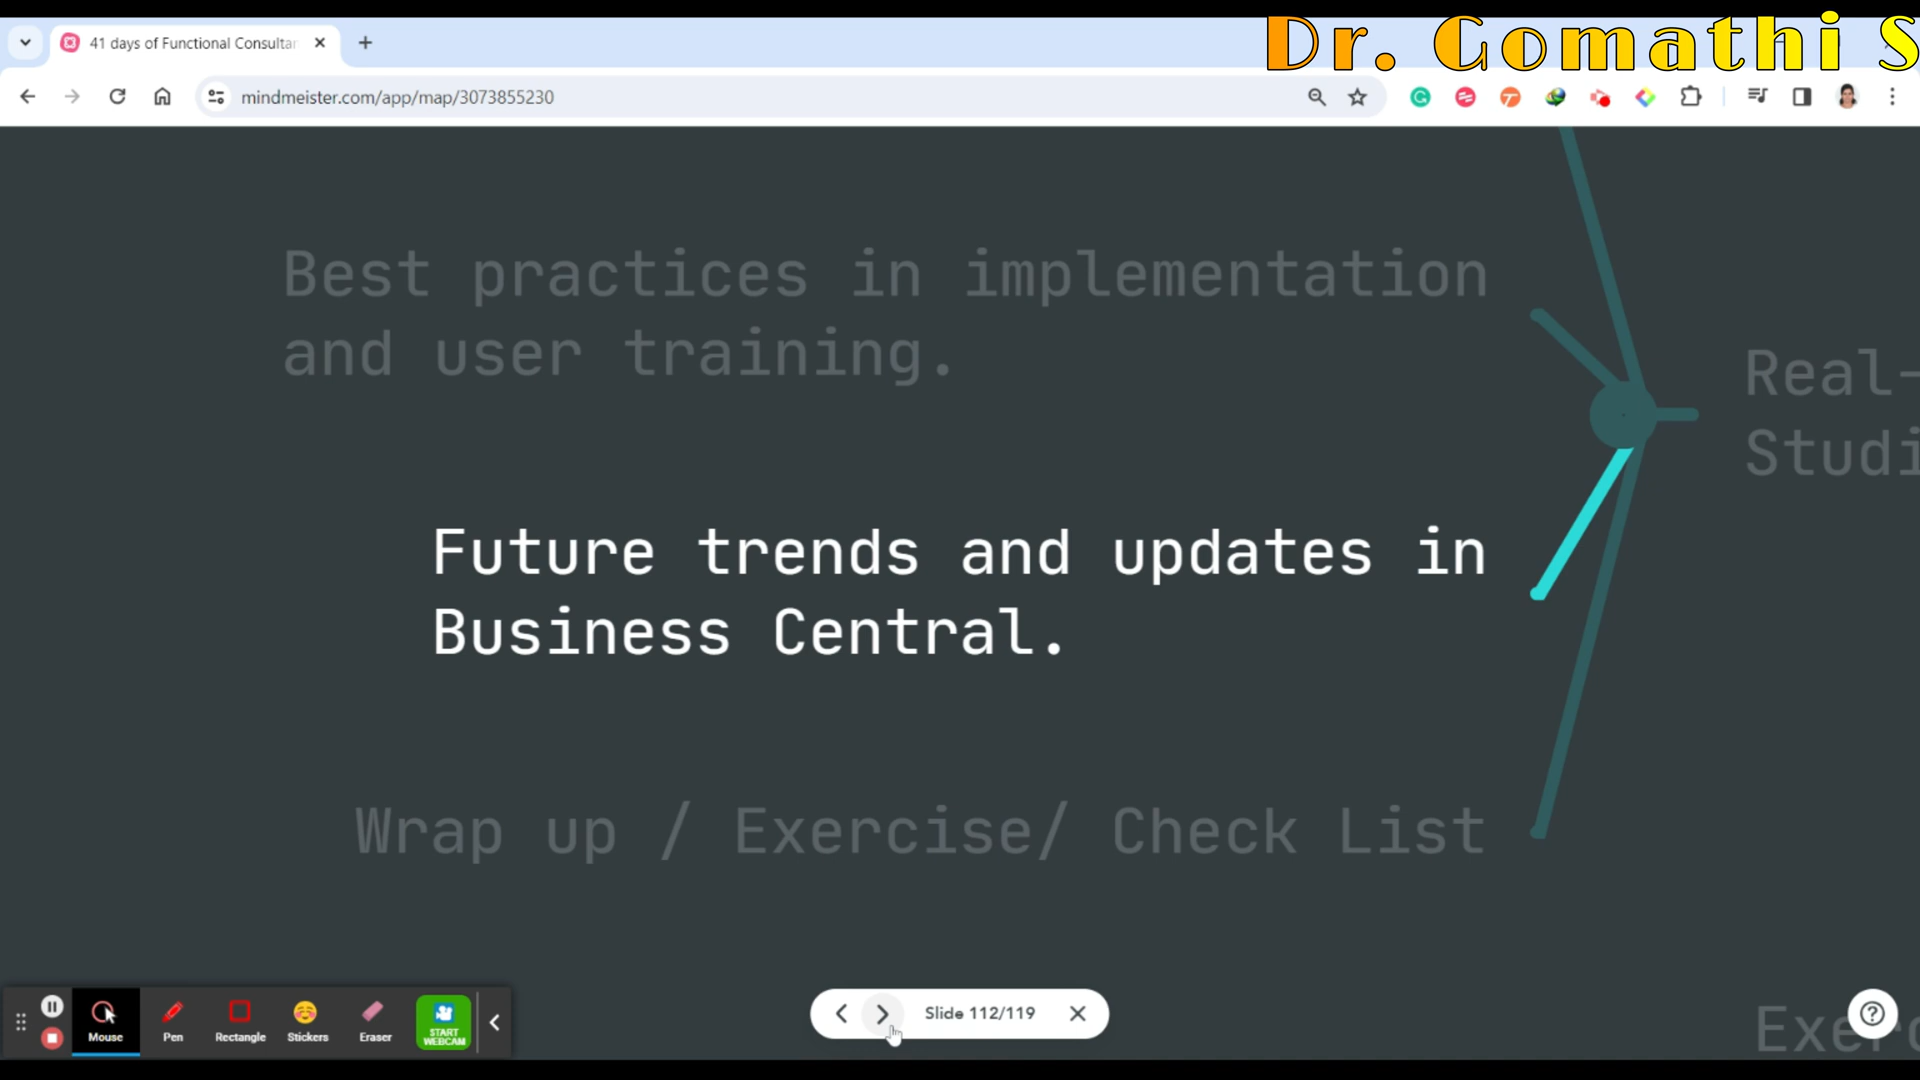 Dr. Gomathi S
41 days of Functional Consultan
mindmeister.com/app/map/3073855230
Best practices in implementation
and user training.
Real-
Studi
Future trends and updates in
Business Central.
Wrap up / Exercise/ Check List
Exerc
Mouse
Pen
Rectangle
Stickers
Eraser
START
WEBCAM
Slide 112/119